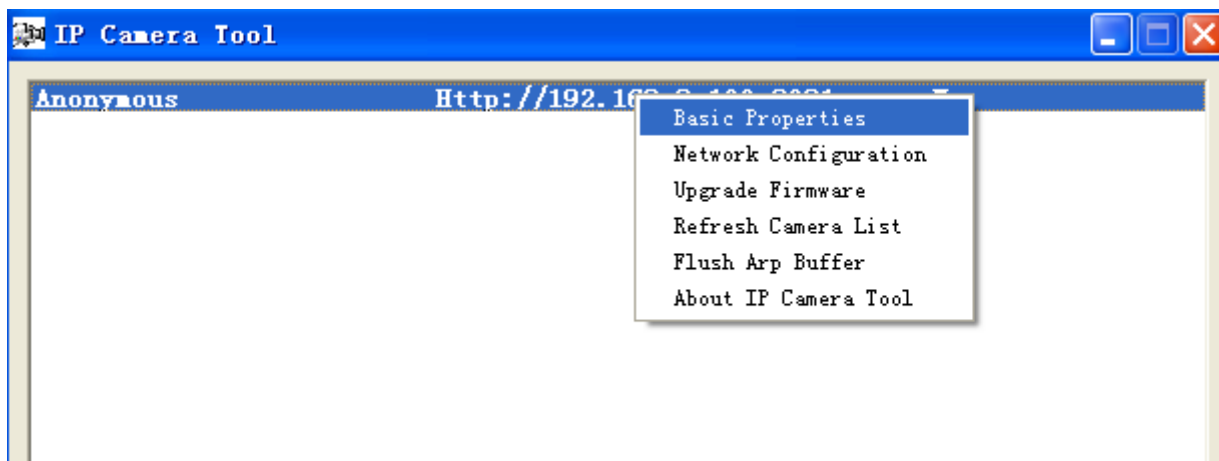 IP Camera Tool
Anonymous Http://192.
Basic Properties
Network Configuration
Upgrade Firmware
Refresh Camera List
Flush Arp Buffer
About IP Camera Tool